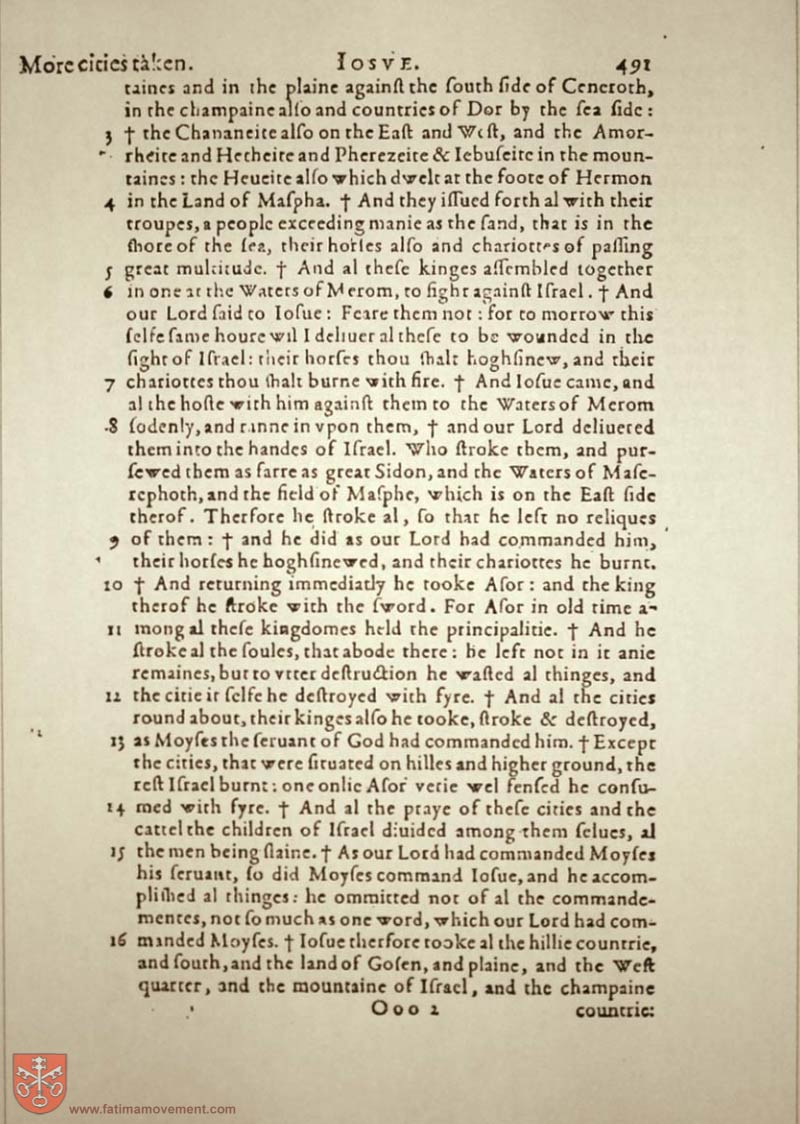 More cities taken. IOSVE. 491
taines and in the plaine againſt the ſouth ſide of Ceneroth,
in the champaine alſo and countries of Dor by the ſea ſide:
3 † the Chananeite alſo on the Eaſt and Weſt, and the Amor-
rheite and Hetheite and Pherezeite & Iebuſeite in the moun-
taines: the Heueite alſo which dwelt at the foote of Hermon
4 in the Land of Maſpha. † And they iſſued forth al with their
troupes, a people exceeding manie as the ſand, that is in the
ſhore of the ſea, their horſes alſo and chariottes of paſſing
5 great multitude. † And al theſe kinges aſſembled together
6 in one at the Waters of Merom, to fight againſt Iſrael. † And
our Lord ſaid to Ioſue: Feare them not: for to morrow this
ſelfe ſame houre wil I deliuer al theſe to be wounded in the
ſight of Iſrael: their horſes thou ſhalt hoghſinew, and their
7 chariottes thou ſhalt burne with fire. † And Ioſue came, and
al the hoſte with him againſt them to the Waters of Merom
8 ſodenly, and ranne in vpon them, † and our Lord deliuered
them into the handes of Iſrael. Who ſtroke them, and pur-
ſewed them as farre as great Sidon, and the Waters of Maſe-
rephoth, and the field of Maſphe, which is on the Eaſt ſide
therof. Therfore he ſtroke al, ſo that he left no reliques
9 of them: † and he did as our Lord had commanded him,
their horſes he hoghſinewed, and their chariottes he burnt.
10 † And returning immediatly he tooke Aſor: and the king
therof he ſtroke with the ſword. For Aſor in old time a-
11 mong al theſe kingdomes held the principalitie. † And he
ſtroke al the ſoules, that abode there: he left not in it anie
remaines, but to vtter deſtruction he waſted al thinges, and
12 the citie it ſelfe he deſtroyed with fyre. † And al the cities
round about, their kinges alſo he tooke, ſtroke & deſtroyed,
13 as Moyſes the ſeruant of God had commanded him. † Except
the cities, that were ſituated on hilles and higher ground, the
reſt Iſrael burnt: one onlie Aſor verie wel fenſed he conſu-
14 med with fyre. † And al the praye of theſe cities and the
cattel the children of Iſrael diuided among them ſelues, al
15 the men being ſlaine. † As our Lord had commanded Moyſes
his ſeruant, ſo did Moyſes command Ioſue, and he accom-
pliſhed al thinges: he ommitted not of al the commande-
mentes, not ſo much as one word, which our Lord had com-
16 manded Moyſes. † Ioſue therfore tooke al the hillie countrie,
and ſouth, and the land of Goſen, and plaine, and the Weſt
quarter, and the mountaine of Iſrael, and the champaine
Ooo 2 countrie:
www.fatimamovement.com